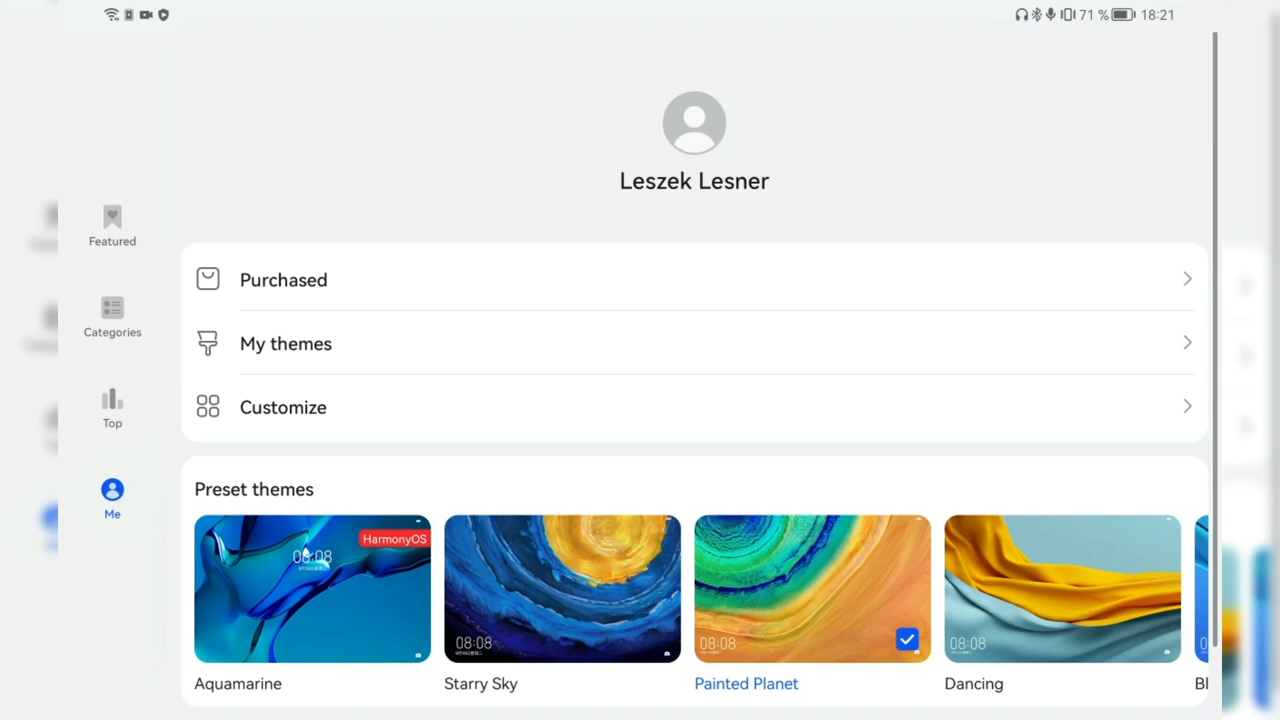 71 % 18:21
Leszek Lesner
Featured
Categories
Top
Me
Purchased
My themes
Customize
Preset themes
HarmonyOS
08:08
08:08
08:08
08:08
Aquamarine
Starry Sky
Painted Planet
Dancing